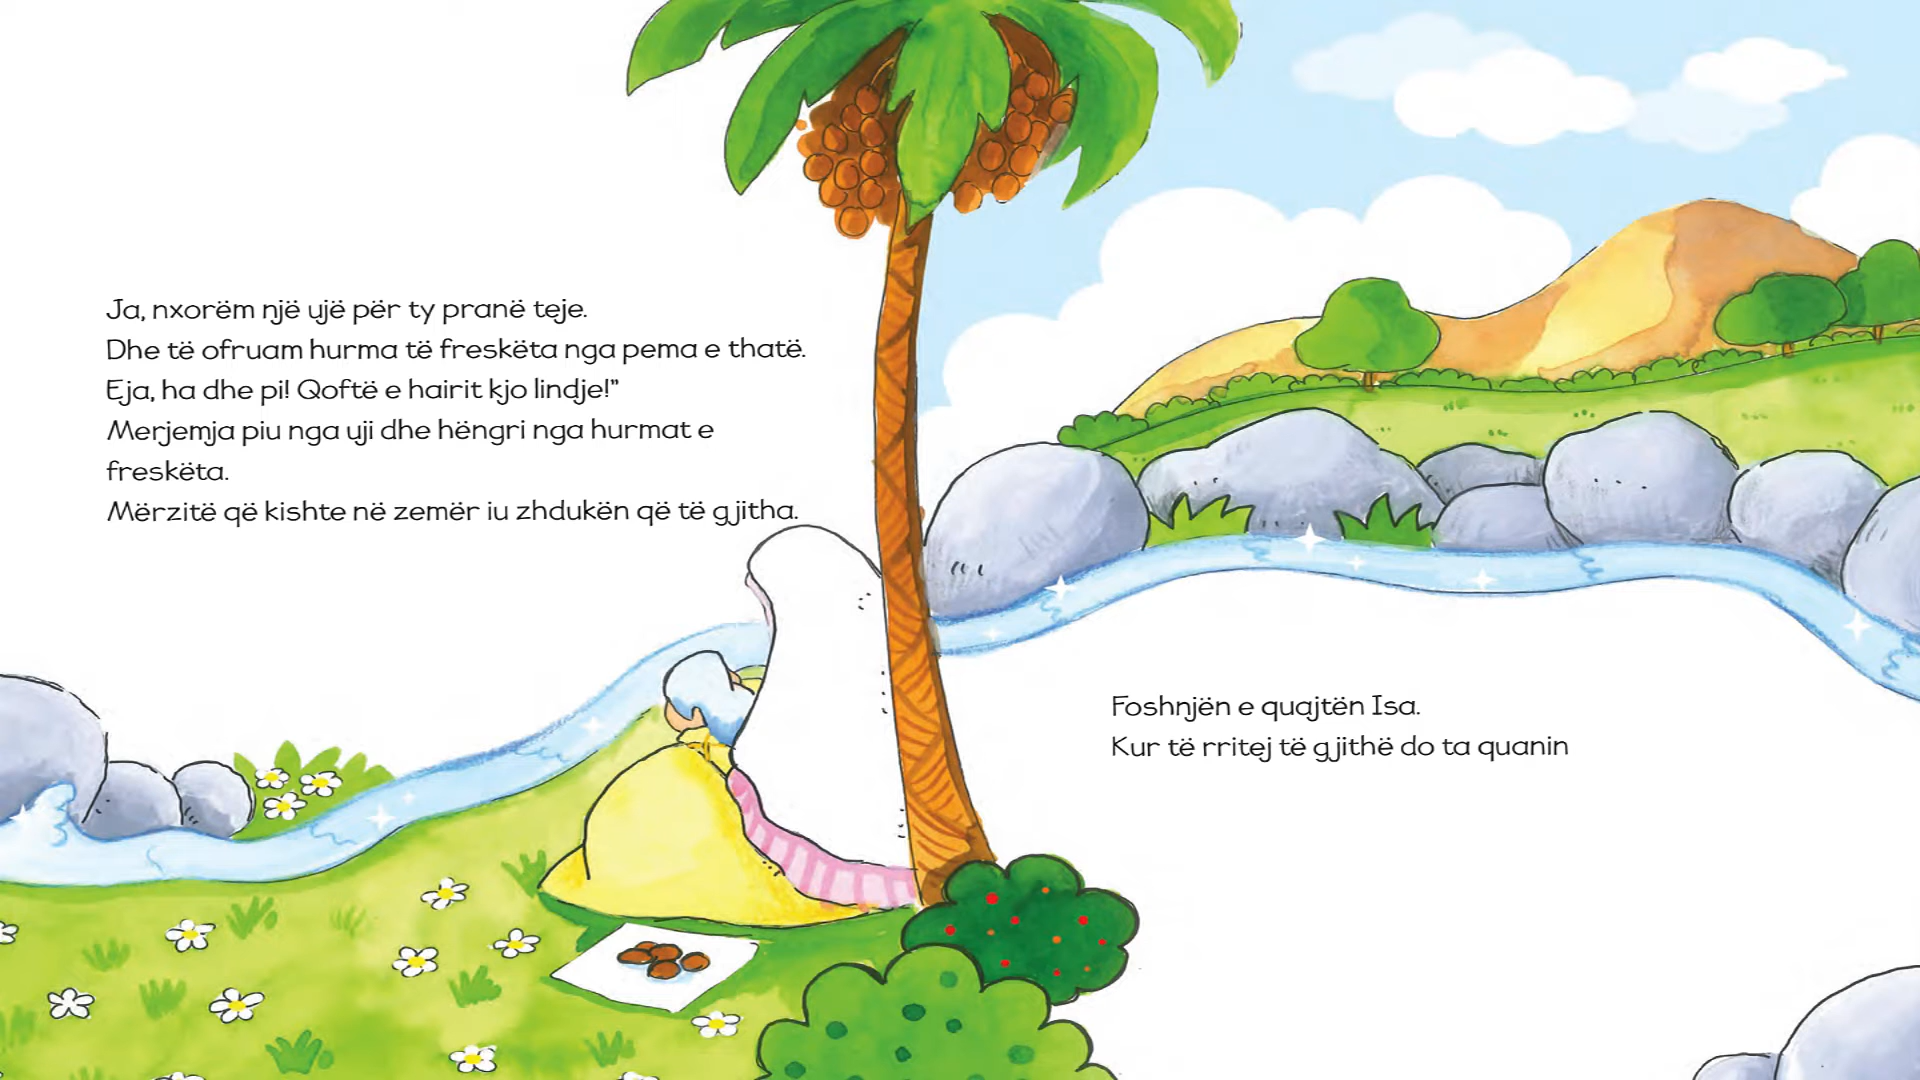 Ja, nxorëm një ujë për ty pranë teje.
Dhe të ofruam hurma të freskëta nga pema e thatë.
Eja, ha dhe pi! Qoftë e hairit kjo lindje!”
Merjemja piu nga uji dhe hëngri nga hurmat e
freskëta.
Mërzitë që kishte në zemër iu zhdukën që të gjitha.
Foshnjën e quajtën Isa.
Kur të rritej të gjithë do ta quanin